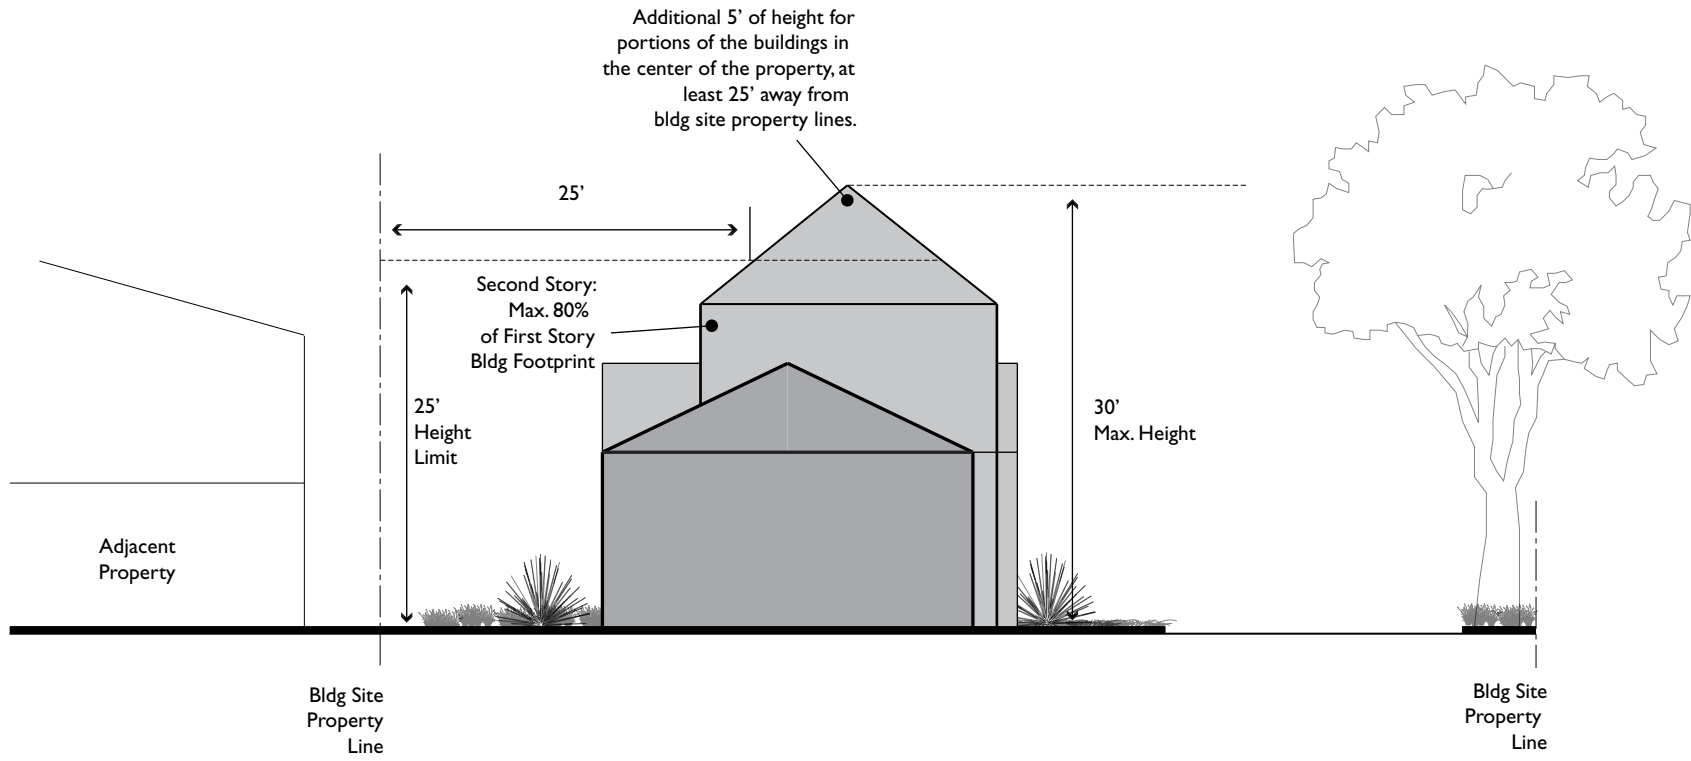 Additional 5’ of height for
portions of the buildings in
the center of the property, at
least 25’ away from
bldg site property lines.
25’
Second Story:
Max. 80%
of First Story
Bldg Footprint
25’
Height
Limit
30’
Max. Height
Adjacent
Property
Bldg Site
Property
Line
Bldg Site
Property
Line